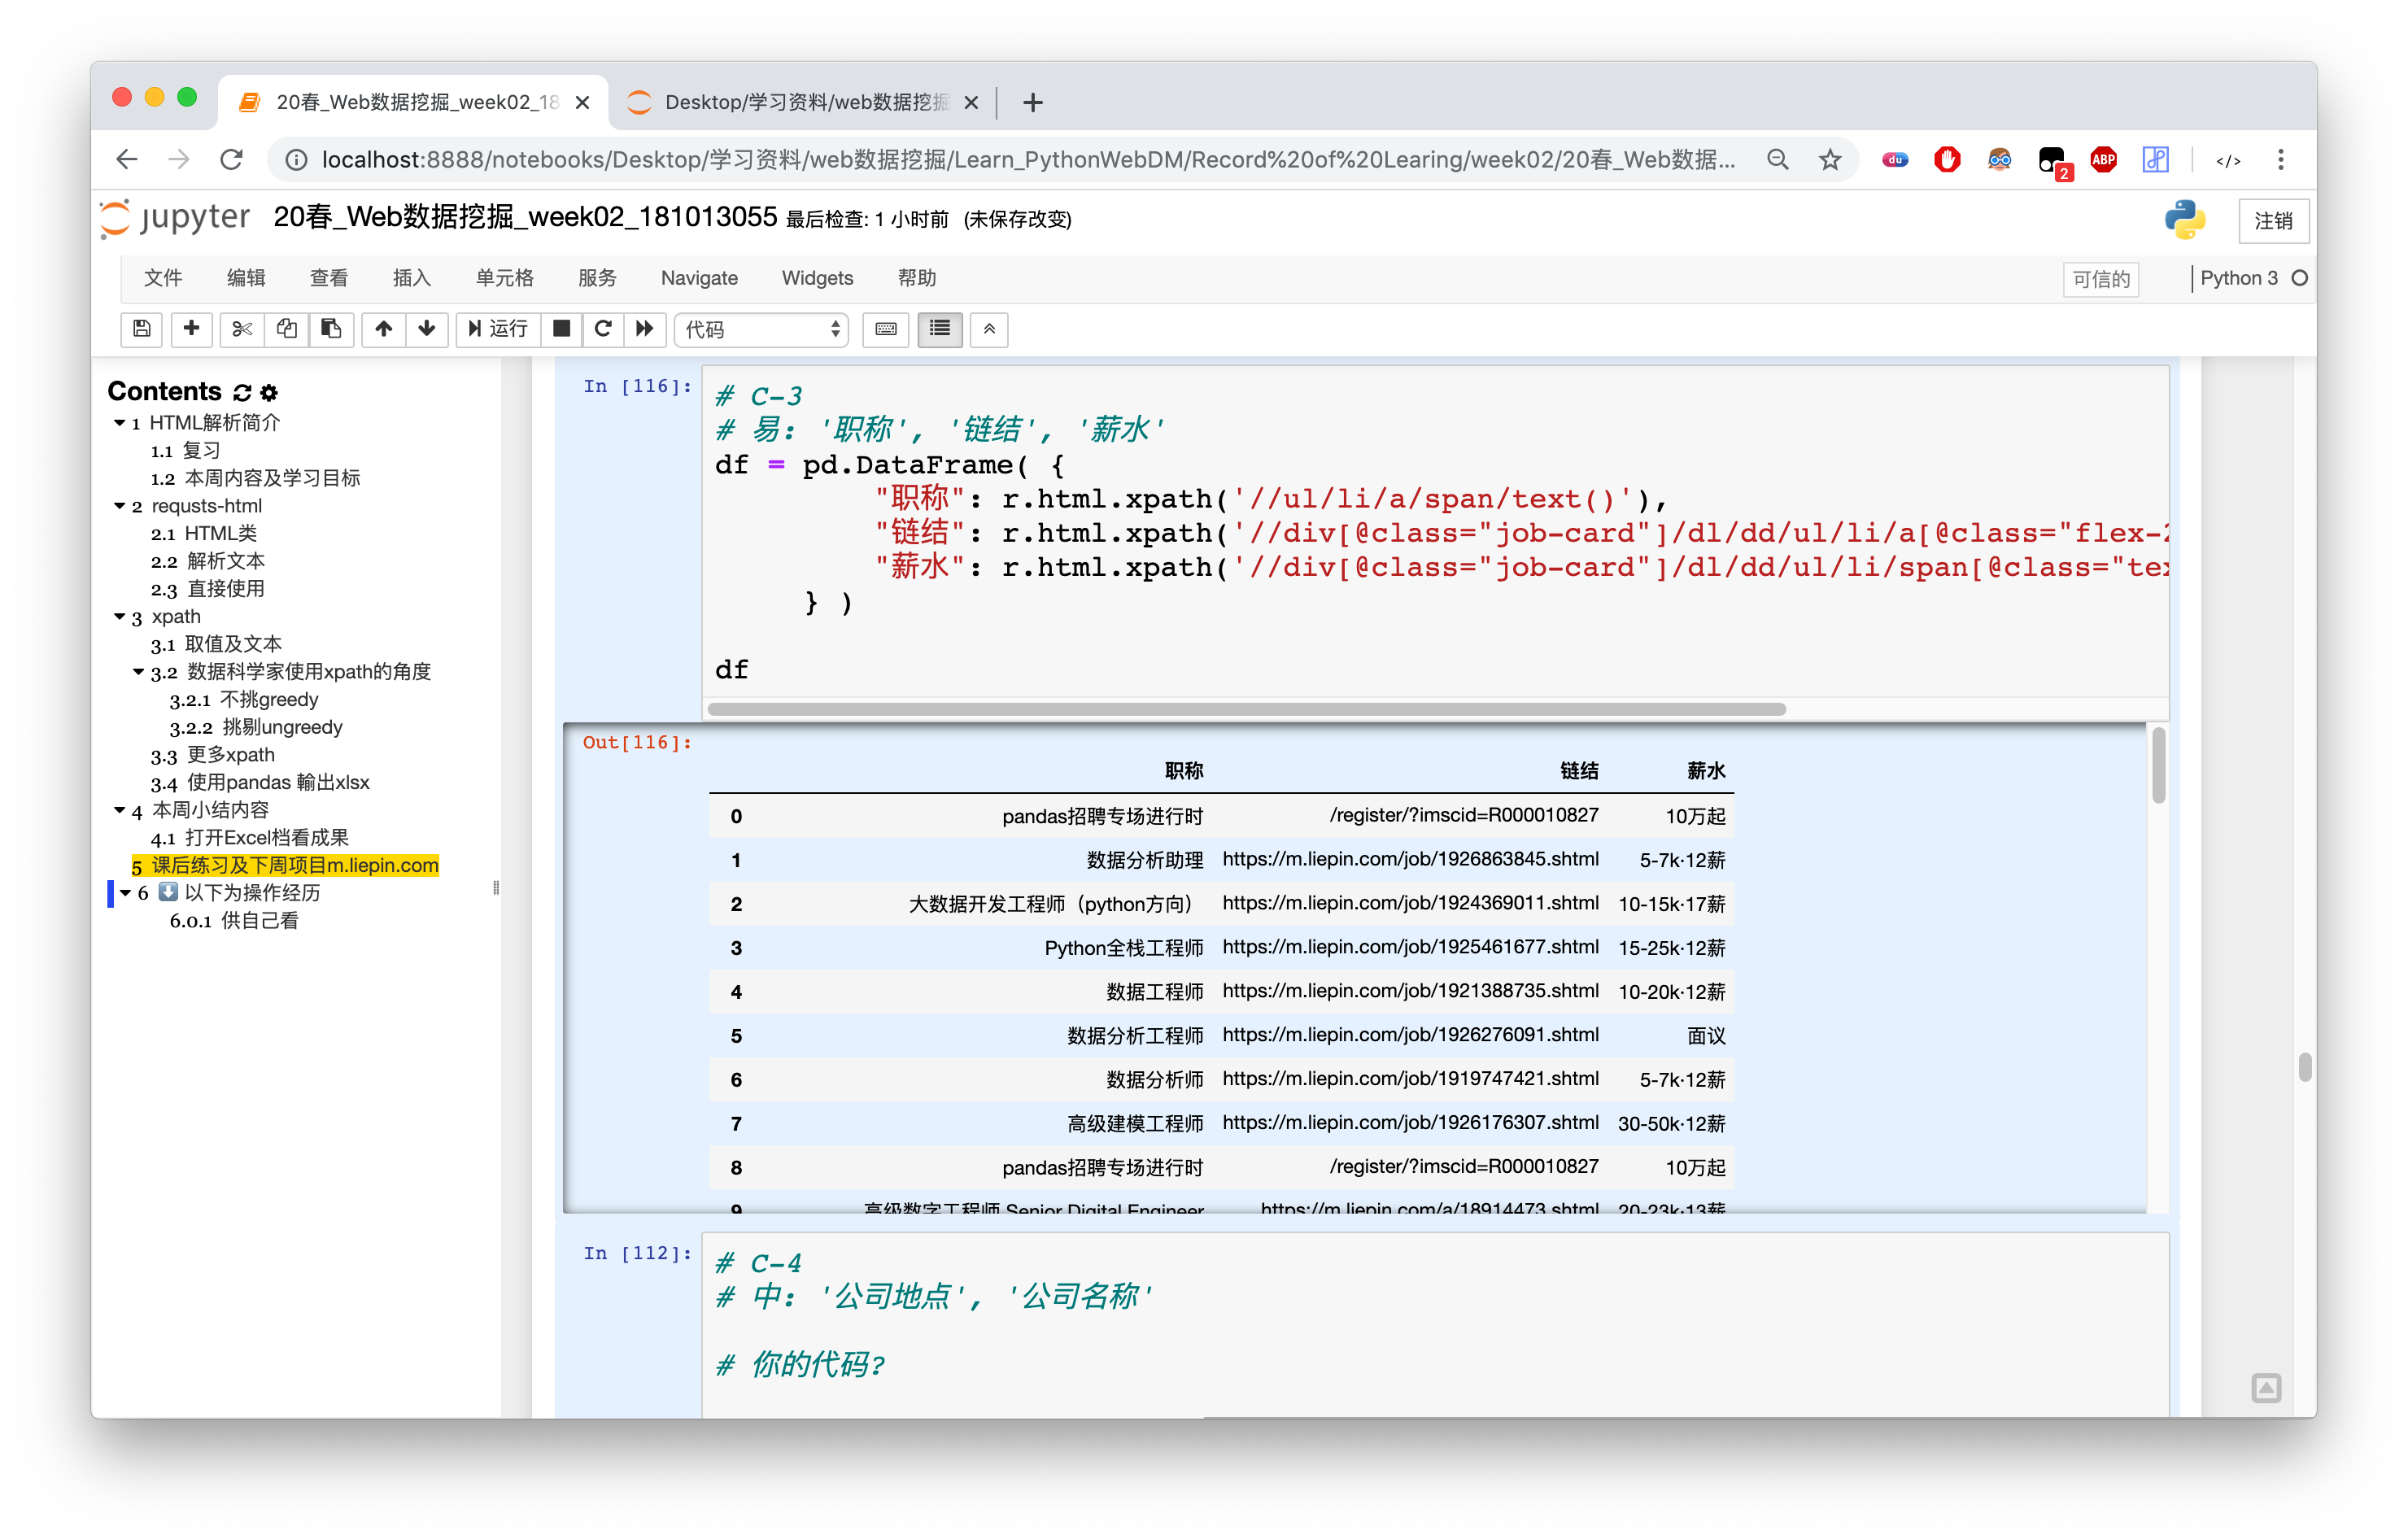 20春_Web数据挖掘_week02_18
Desktop/学习资料/web数据挖掘
localhost:8888/notebooks/Desktop/学习资料/web数据挖掘/Learn_PythonWebDM/Record%20of%20Learing/week02/20春_Web数据...
du
2
ABP
</>
jupyter 20春_Web数据挖掘_week02_181013055 最后检查: 1 小时前 (未保存改变)
注销
文件 编辑 查看 插入 单元格 服务 Navigate Widgets 帮助
可信的 Python 3
运行 代码
Contents
1 HTML解析简介
1.1 复习
1.2 本周内容及学习目标
2 requsts-html
2.1 HTML类
2.2 解析文本
2.3 直接使用
3 xpath
3.1 取值及文本
3.2 数据科学家使用xpath的角度
3.2.1 不挑greedy
3.2.2 挑剔ungreedy
3.3 更多xpath
3.4 使用pandas 輸出xlsx
4 本周小结内容
4.1 打开Excel档看成果
5 课后练习及下周项目m.liepin.com
6 ⬇️ 以下为操作经历
6.0.1 供自己看
In [116]:
# C-3
# 易: '职称', '链结', '薪水'
df = pd.DataFrame( {
"职称": r.html.xpath('//ul/li/a/span/text()'),
"链结": r.html.xpath('//div[@class="job-card"]/dl/dd/ul/li/a[@class="flex-2
"薪水": r.html.xpath('//div[@class="job-card"]/dl/dd/ul/li/span[@class="tex
} )
df
Out[116]:
职称 链结 薪水
0 pandas招聘专场进行时 /register/?imscid=R000010827 10万起
1 数据分析助理 https://m.liepin.com/job/1926863845.shtml 5-7k·12薪
2 大数据开发工程师（python方向） https://m.liepin.com/job/1924369011.shtml 10-15k·17薪
3 Python全栈工程师 https://m.liepin.com/job/1925461677.shtml 15-25k·12薪
4 数据工程师 https://m.liepin.com/job/1921388735.shtml 10-20k·12薪
5 数据分析工程师 https://m.liepin.com/job/1926276091.shtml 面议
6 数据分析师 https://m.liepin.com/job/1919747421.shtml 5-7k·12薪
7 高级建模工程师 https://m.liepin.com/job/1926176307.shtml 30-50k·12薪
8 pandas招聘专场进行时 /register/?imscid=R000010827 10万起
9 高级数字工程师 Senior Digital Engineer https://m.liepin.com/a/18914473.shtml 20-23k·13薪
In [112]:
# C-4
# 中: '公司地点', '公司名称'
# 你的代码?